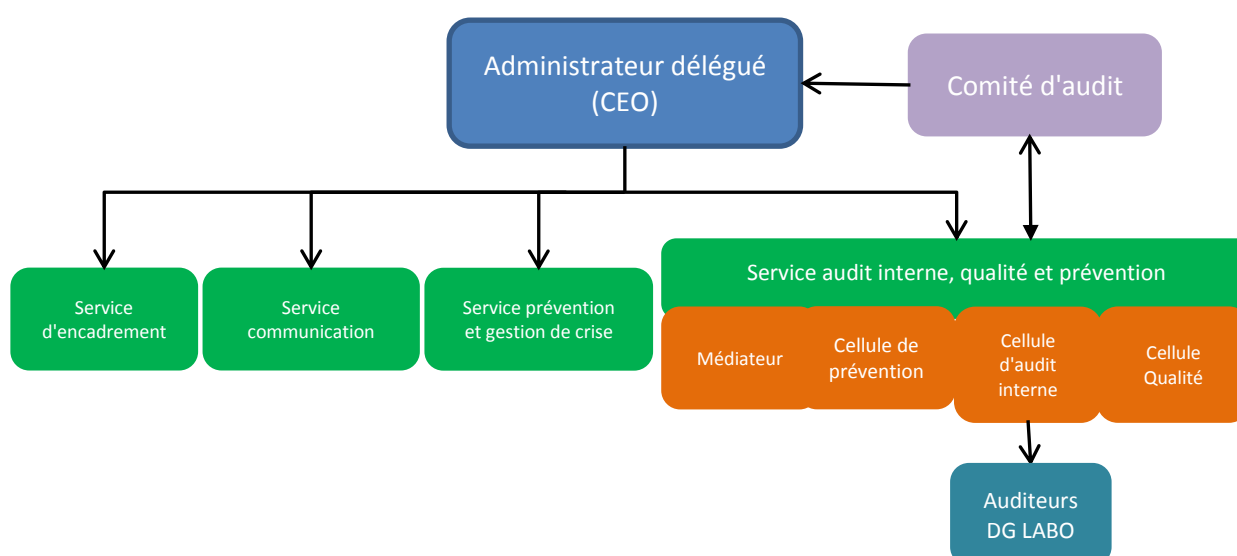 Administrateur délégué
(CEO)
Comité d'audit
Service
d'encadrement
Service
communication
Service prévention
et gestion de crise
Service audit interne, qualité et prévention
Médiateur
Cellule de
prévention
Cellule
d'audit
interne
Cellule
Qualité
Auditeurs
DG LABO